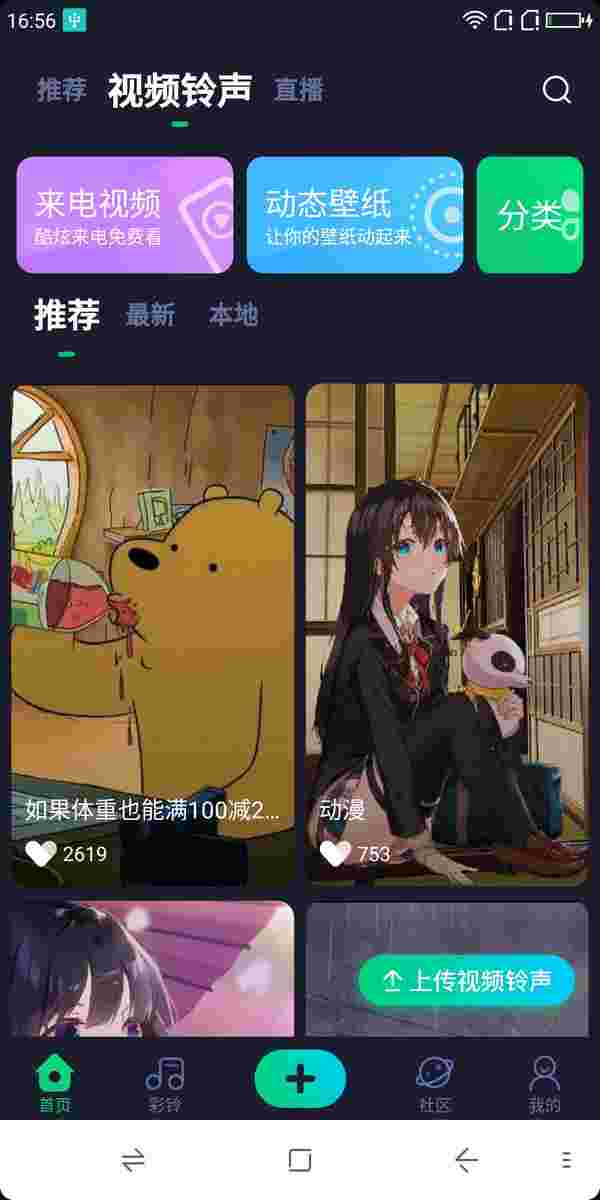 16:56
推荐 视频铃声 直播
来电视频
酷炫来电免费看
动态壁纸
让你的壁纸动起来
分类
推荐 最新 本地
如果体重也能满100减2...
2619
动漫
753
上传视频铃声
首页 彩铃 社区 我的